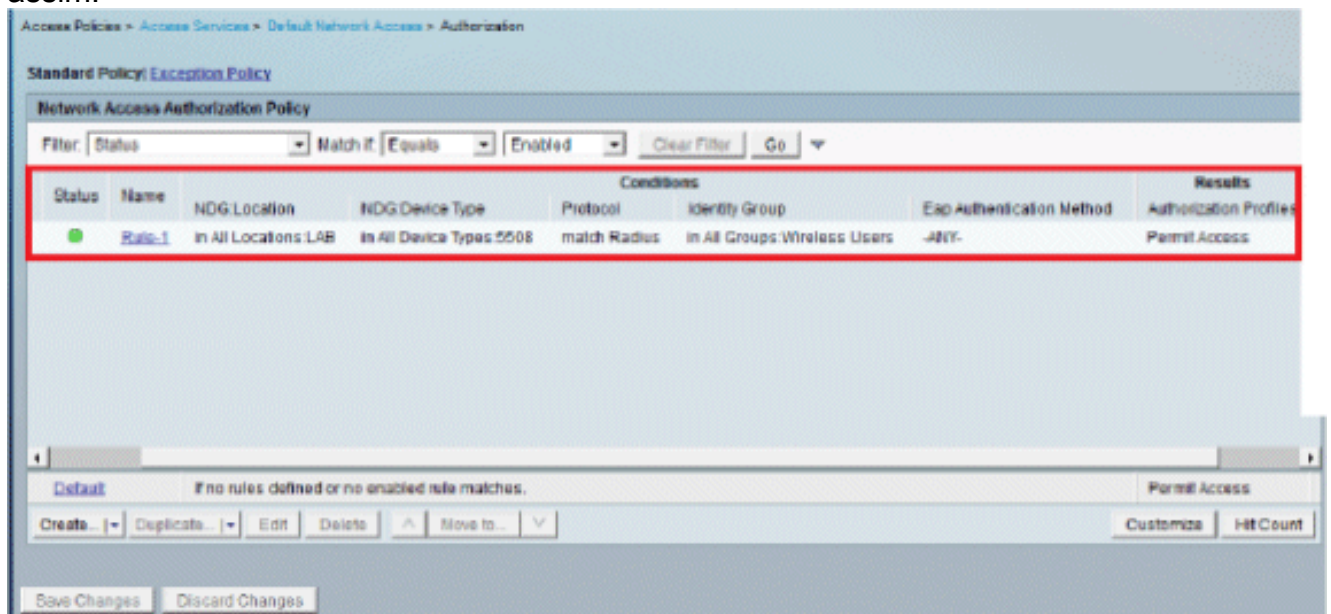 assim:
Access Policies > Access Services > Default Network Access > Authorization
Standard Policy| Exception Policy
Network Access Authorization Policy
Filter: Status Match if: Equals Enabled Clear Filter Go
Conditions Results
Status Name NDG:Location NDG:Device Type Protocol Identity Group Eap Authentication Method Authorization Profiles
Rule-1 in All Locations:LAB in All Device Types:5508 match Radius in All Groups:Wireless Users -ANY- Permit Access
Default If no rules defined or no enabled rule matches. Permit Access
Create... Duplicate... Edit Delete Move to... Customize Hit Count
Save Changes Discard Changes